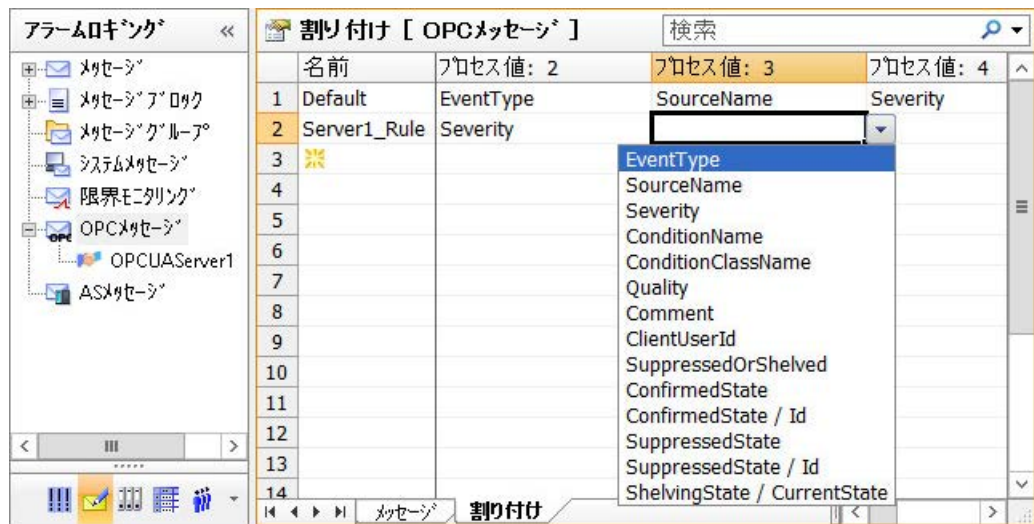 アラームロギング «
メッセージ
メッセージブロック
メッセージグループ
システムメッセージ
限界モニタリング
OPCメッセージ
OPCUAServer1
ASメッセージ
割り付け [ OPCメッセージ ]
検索
名前 プロセス値: 2 プロセス値: 3 プロセス値: 4
1 Default EventType SourceName Severity
2 Server1_Rule Severity
3
4
5
6
7
8
9
10
11
12
13
14
EventType
SourceName
Severity
ConditionName
ConditionClassName
Quality
Comment
ClientUserId
SuppressedOrShelved
ConfirmedState
ConfirmedState / Id
SuppressedState
SuppressedState / Id
ShelvingState / CurrentState
メッセージ 割り付け